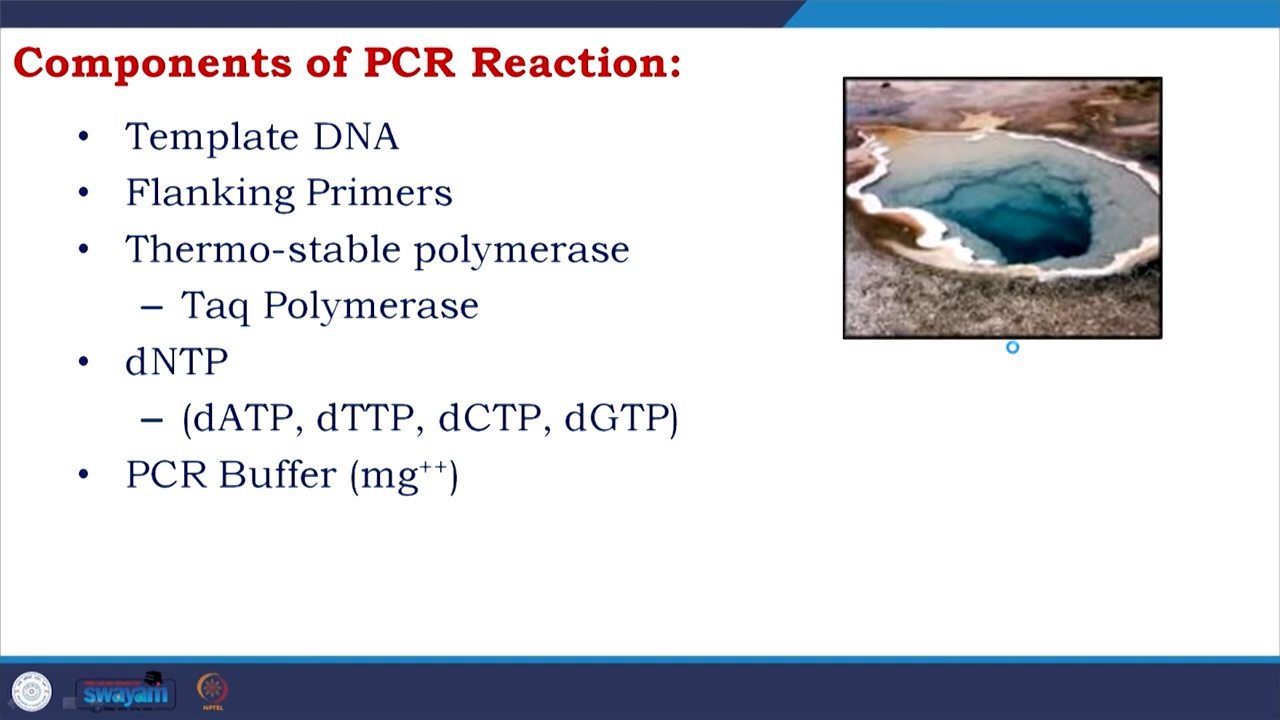 Components of PCR Reaction:
• Template DNA
• Flanking Primers
• Thermo-stable polymerase
– Taq Polymerase
• dNTP
– (dATP, dTTP, dCTP, dGTP)
• PCR Buffer (mg⁺⁺)
swayam
NPTEL